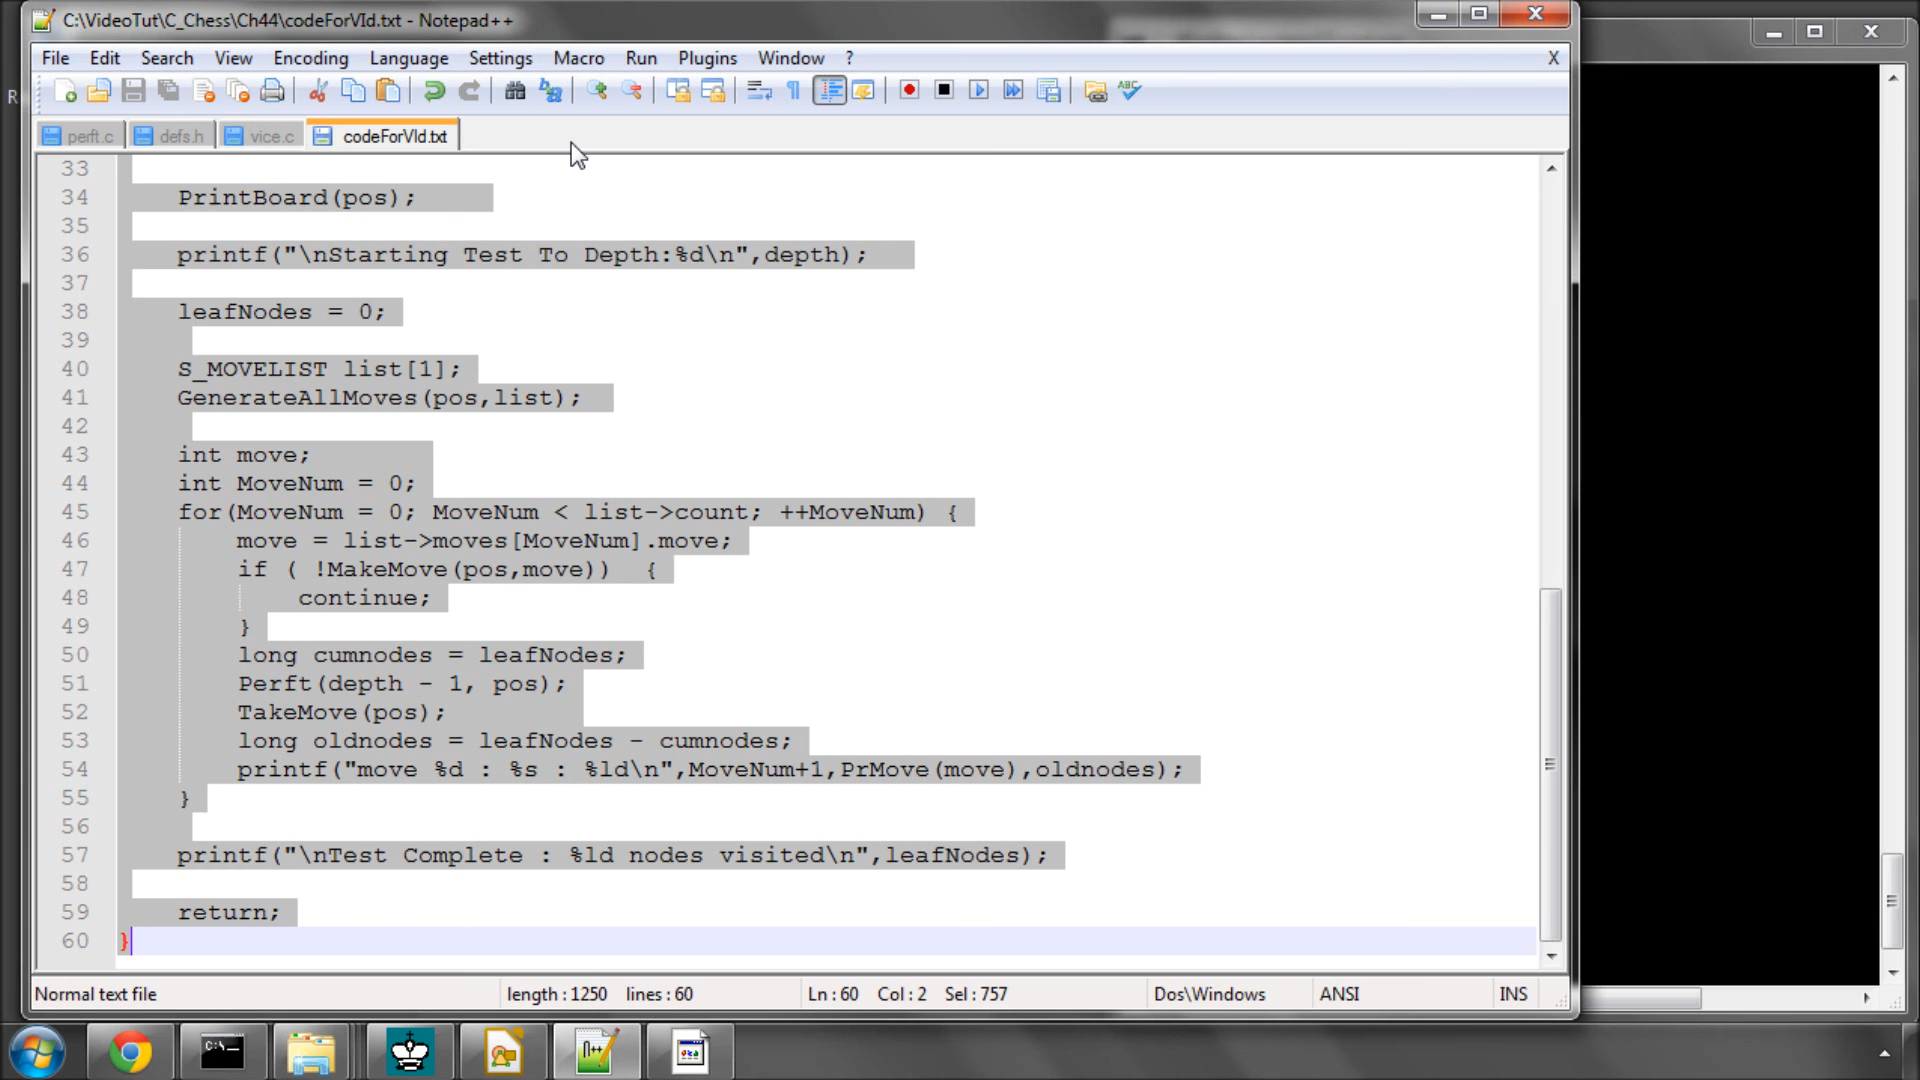 C:\VideoTut\C_Chess\Ch44\codeForVId.txt - Notepad++
File Edit Search View Encoding Language Settings Macro Run Plugins Window ? X
R
perft.c defs.h vice.c codeForVId.txt
33
34 PrintBoard(pos);
35
36 printf("\nStarting Test To Depth:%d\n",depth);
37
38 leafNodes = 0;
39
40 S_MOVELIST list[1];
41 GenerateAllMoves(pos,list);
42
43 int move;
44 int MoveNum = 0;
45 for(MoveNum = 0; MoveNum < list->count; ++MoveNum) {
46 move = list->moves[MoveNum].move;
47 if ( !MakeMove(pos,move))  {
48 continue;
49 }
50 long cumnodes = leafNodes;
51 Perft(depth - 1, pos);
52 TakeMove(pos);
53 long oldnodes = leafNodes - cumnodes;
54 printf("move %d : %s : %ld\n",MoveNum+1,PrMove(move),oldnodes);
55 }
56
57 printf("\nTest Complete : %ld nodes visited\n",leafNodes);
58
59 return;
60 }
Normal text file length : 1250 lines : 60 Ln : 60 Col : 2 Sel : 757 Dos\Windows ANSI INS